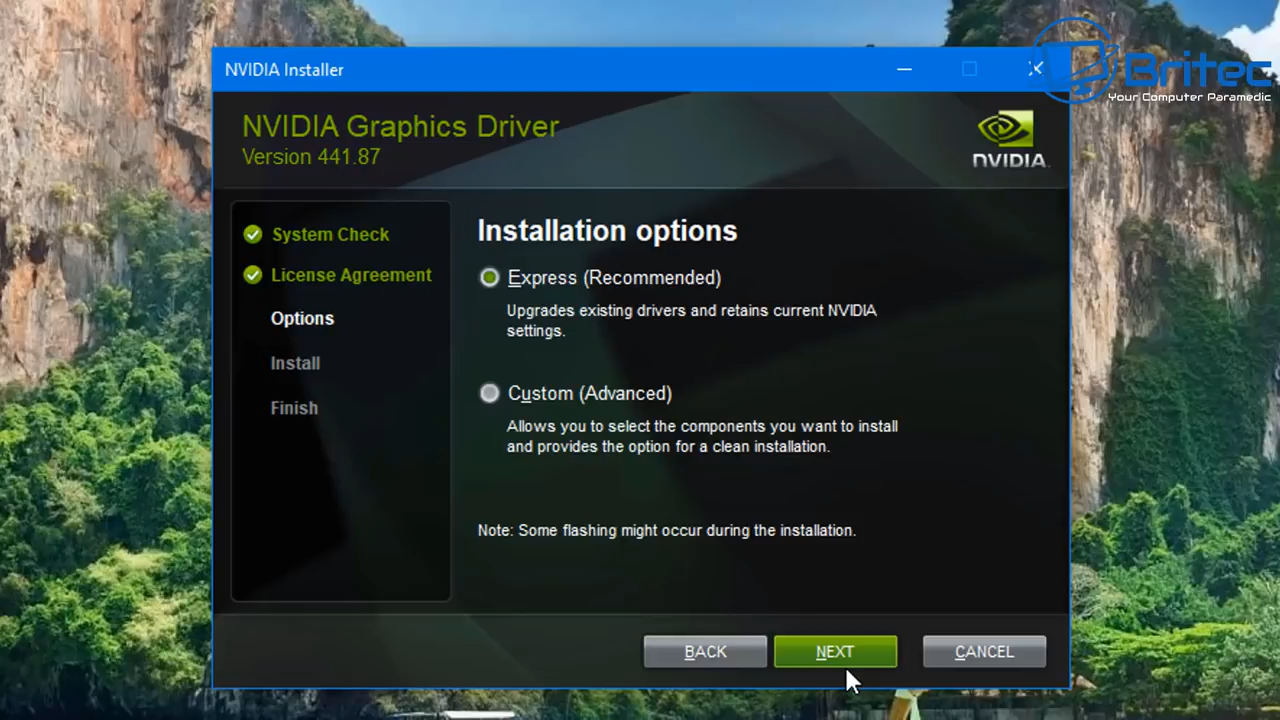 NVIDIA Installer
Britec
Your Computer Paramedic
NVIDIA Graphics Driver
Version 441.87
NVIDIA.
System Check
License Agreement
Options
Install
Finish
Installation options
Express (Recommended)
Upgrades existing drivers and retains current NVIDIA
settings.
Custom (Advanced)
Allows you to select the components you want to install
and provides the option for a clean installation.
Note: Some flashing might occur during the installation.
BACK
NEXT
CANCEL